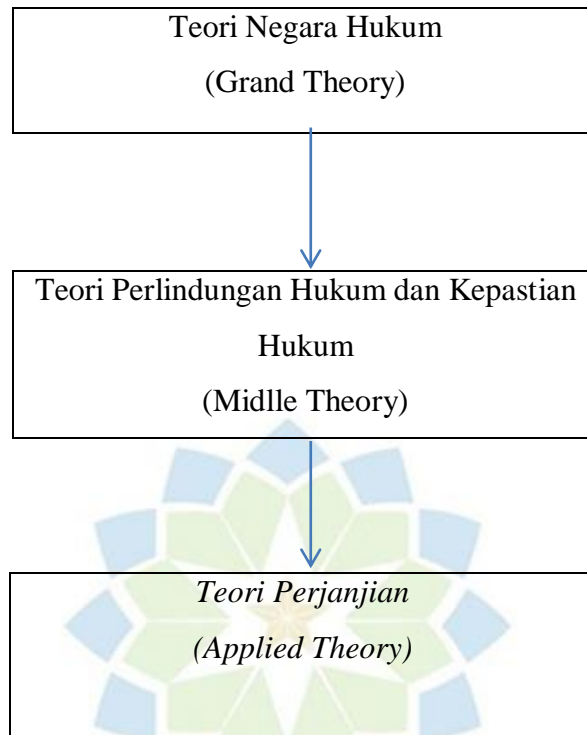 Teori Negara Hukum
(Grand Theory)
Teori Perlindungan Hukum dan Kepastian
Hukum
(Midlle Theory)
Teori Perjanjian
(Applied Theory)